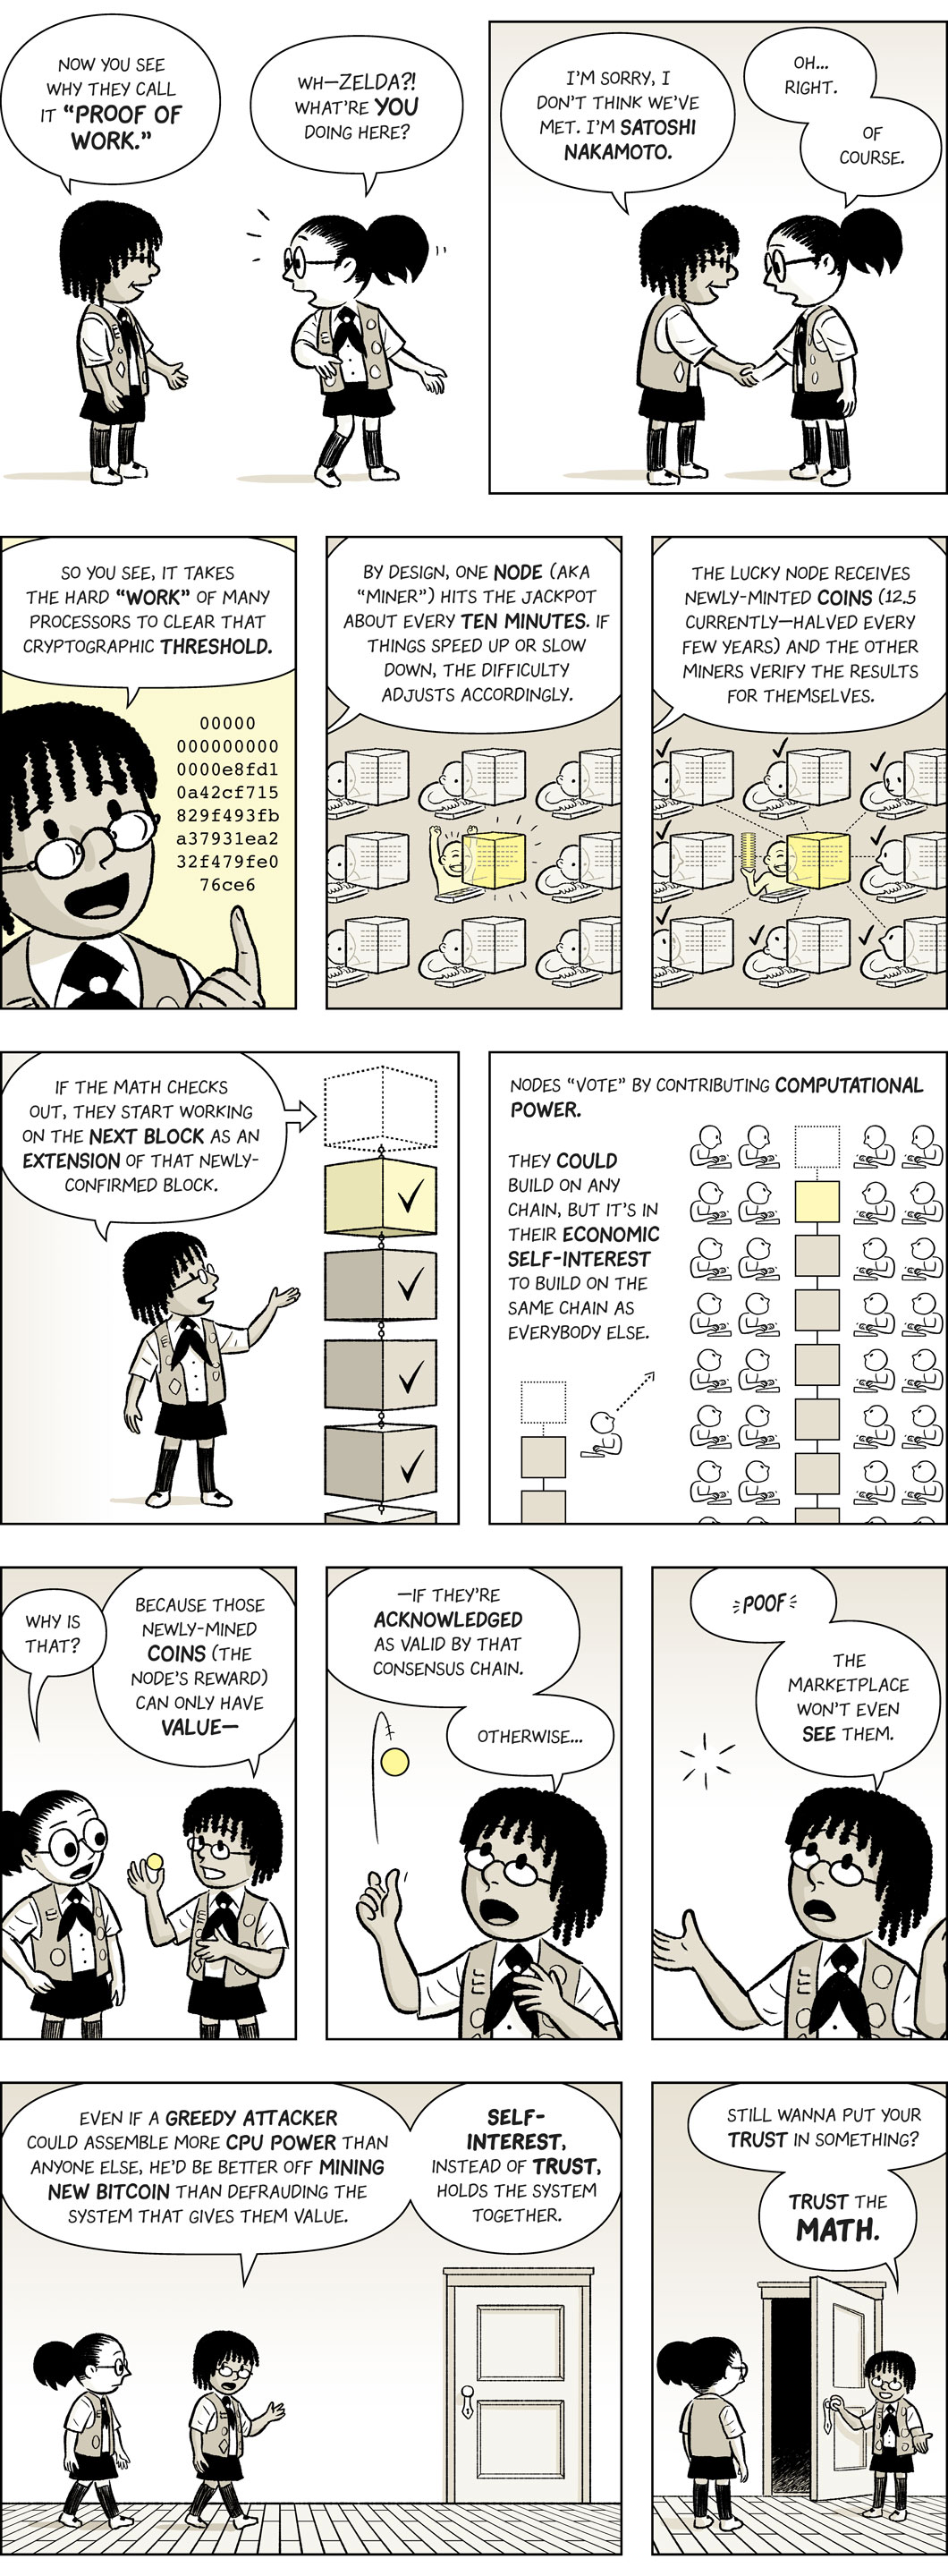 NOW YOU SEE
WHY THEY CALL
IT “PROOF OF
WORK.”
WH—ZELDA?!
WHAT’RE YOU
DOING HERE?
I’M SORRY, I
DON’T THINK WE’VE
MET. I’M SATOSHI
NAKAMOTO.
OH...
RIGHT.
OF
COURSE.
SO YOU SEE, IT TAKES
THE HARD “WORK” OF MANY
PROCESSORS TO CLEAR THAT
CRYPTOGRAPHIC THRESHOLD.
00000
000000000
0000e8fd1
0a42cf715
829f493fb
a37931ea2
32f479fe0
76ce6
BY DESIGN, ONE NODE (AKA
“MINER”) HITS THE JACKPOT
ABOUT EVERY TEN MINUTES. IF
THINGS SPEED UP OR SLOW
DOWN, THE DIFFICULTY
ADJUSTS ACCORDINGLY.
THE LUCKY NODE RECEIVES
NEWLY-MINTED COINS (12.5
CURRENTLY—HALVED EVERY
FEW YEARS) AND THE OTHER
MINERS VERIFY THE RESULTS
FOR THEMSELVES.
IF THE MATH CHECKS
OUT, THEY START WORKING
ON THE NEXT BLOCK AS AN
EXTENSION OF THAT NEWLY-
CONFIRMED BLOCK.
NODES “VOTE” BY CONTRIBUTING COMPUTATIONAL
POWER.
THEY COULD
BUILD ON ANY
CHAIN, BUT IT’S IN
THEIR ECONOMIC
SELF-INTEREST
TO BUILD ON THE
SAME CHAIN AS
EVERYBODY ELSE.
WHY IS
THAT?
BECAUSE THOSE
NEWLY-MINED
COINS (THE
NODE’S REWARD)
CAN ONLY HAVE
VALUE—
—IF THEY’RE
ACKNOWLEDGED
AS VALID BY THAT
CONSENSUS CHAIN.
OTHERWISE...
POOF
THE
MARKETPLACE
WON’T EVEN
SEE THEM.
EVEN IF A GREEDY ATTACKER
COULD ASSEMBLE MORE CPU POWER THAN
ANYONE ELSE, HE’D BE BETTER OFF MINING
NEW BITCOIN THAN DEFRAUDING THE
SYSTEM THAT GIVES THEM VALUE.
SELF-
INTEREST,
INSTEAD OF TRUST,
HOLDS THE SYSTEM
TOGETHER.
STILL WANNA PUT YOUR
TRUST IN SOMETHING?
TRUST THE
MATH.